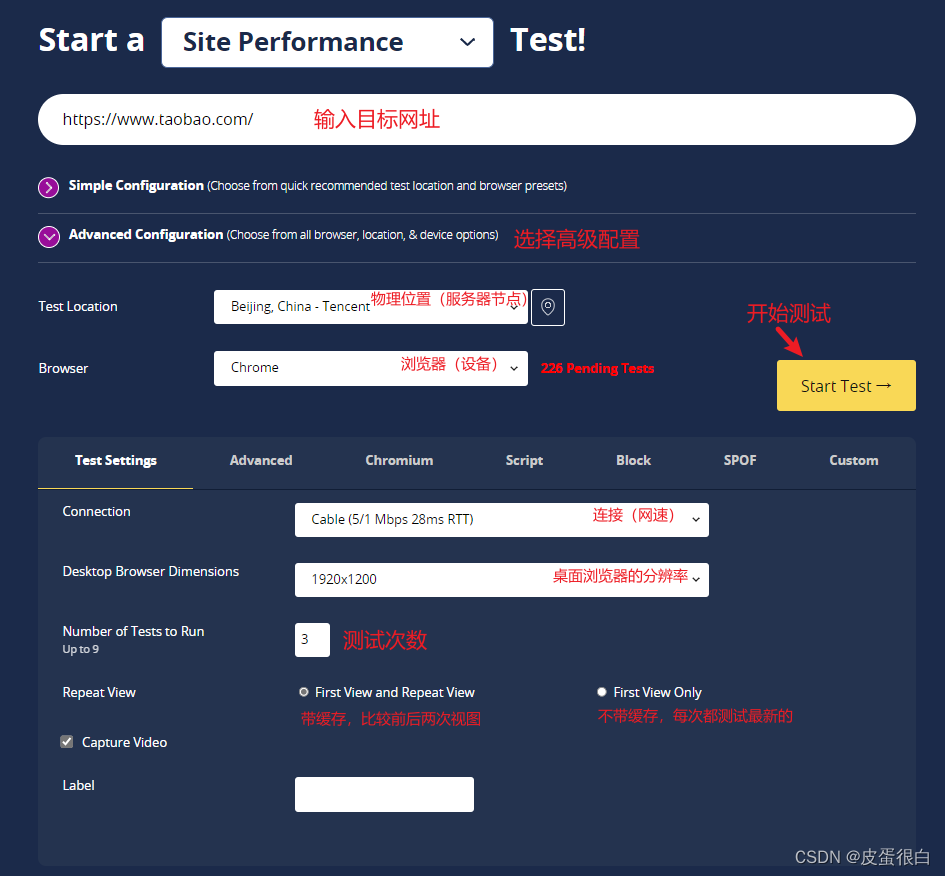 Start a Site Performance Test!
https://www.taobao.com/ 输入目标网址
Simple Configuration (Choose from quick recommended test location and browser presets)
Advanced Configuration (Choose from all browser, location, & device options) 选择高级配置
Test Location Beijing, China - Tencent 物理位置（服务器节点）
开始测试
Browser Chrome 浏览器（设备） 226 Pending Tests
Start Test →
Test Settings Advanced Chromium Script Block SPOF Custom
Connection Cable (5/1 Mbps 28ms RTT) 连接（网速）
Desktop Browser Dimensions 1920x1200 桌面浏览器的分辨率
Number of Tests to Run 3 测试次数
Up to 9
Repeat View First View and Repeat View First View Only
带缓存，比较前后两次视图 不带缓存，每次都测试最新的
Capture Video
Label
CSDN @皮蛋很白